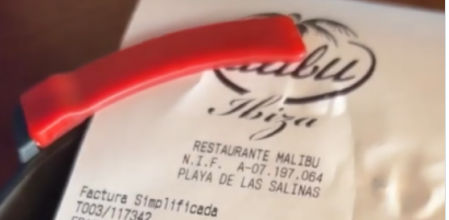 Ibiza
RESTAURANTE MALIBU
N.I.F. A-07.197.064
PLAYA DE LAS SALINAS
Factura Simplificada
T003/117342